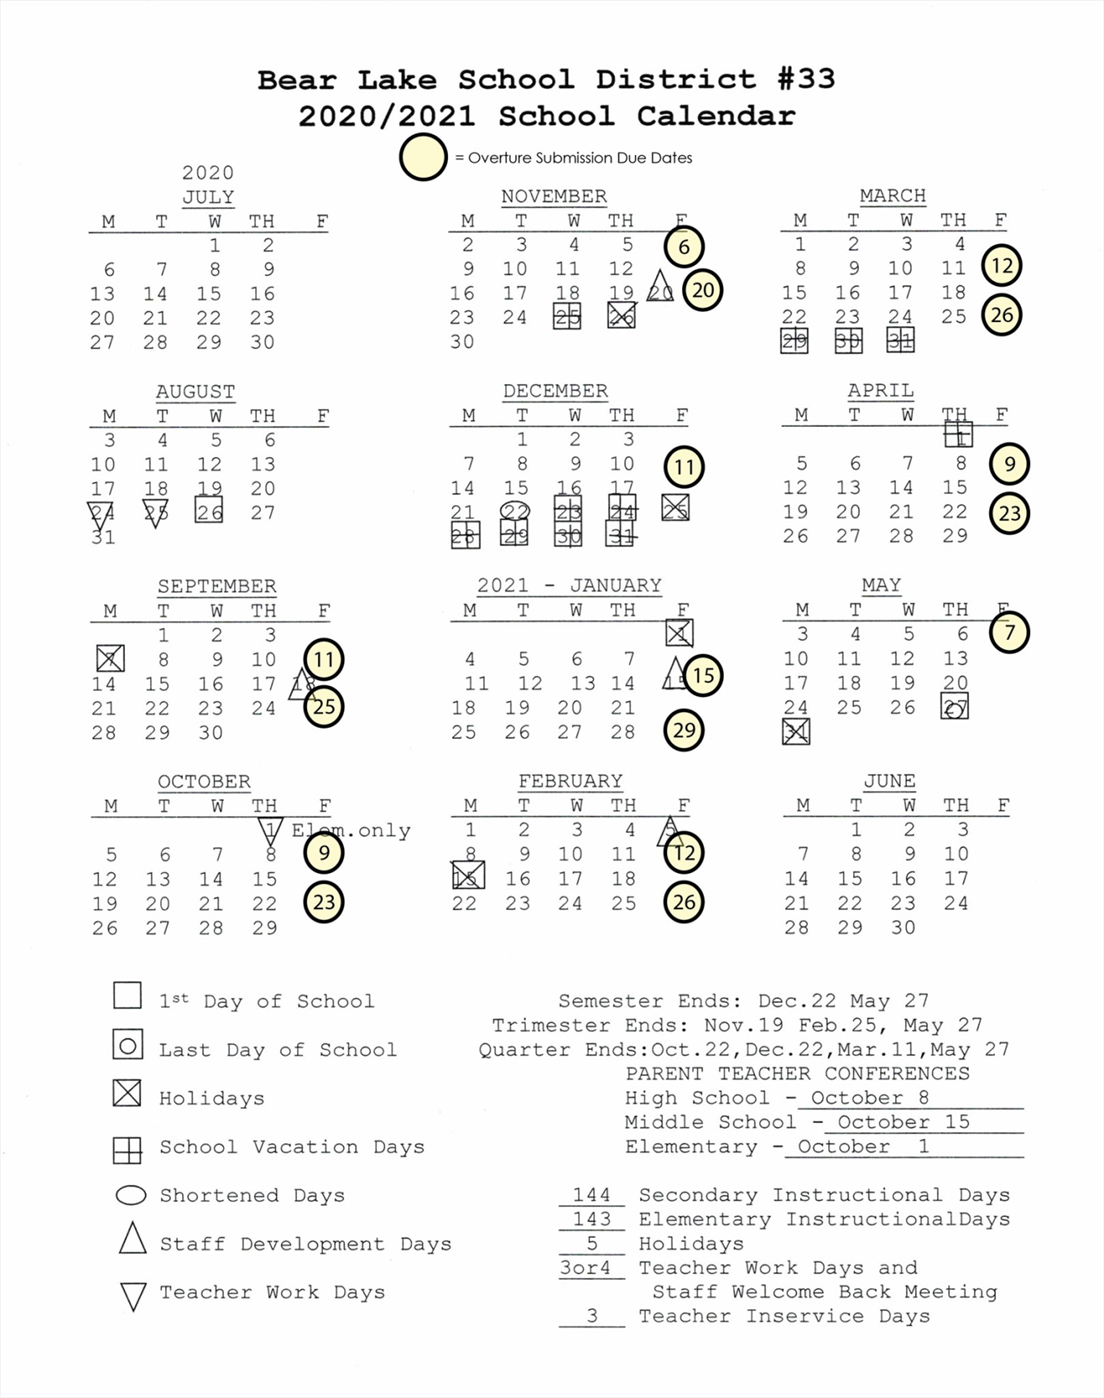 Bear Lake School District #33
2020/2021 School Calendar
= Overture Submission Due Dates
2020
JULY
M T W TH F
1 2
6 7 8 9
13 14 15 16
20 21 22 23
27 28 29 30
AUGUST
M T W TH F
3 4 5 6
10 11 12 13
17 18 19 20
24 25 26 27
31
SEPTEMBER
M T W TH F
1 2 3
7 8 9 10 11
14 15 16 17 18
21 22 23 24 25
28 29 30
OCTOBER
M T W TH F
1 Elem.only
5 6 7 8 9
12 13 14 15
19 20 21 22 23
26 27 28 29
NOVEMBER
M T W TH F
2 3 4 5 6
9 10 11 12
16 17 18 19 20 20
23 24 25 26
30
DECEMBER
M T W TH F
1 2 3
7 8 9 10 11
14 15 16 17
21 22 23 24 25
28 29 30 31
2021 - JANUARY
M T W TH F
1
4 5 6 7
11 12 13 14 15 15
18 19 20 21
25 26 27 28 29
FEBRUARY
M T W TH F
1 2 3 4 5
8 9 10 11 12
15 16 17 18
22 23 24 25 26
MARCH
M T W TH F
1 2 3 4
8 9 10 11 12
15 16 17 18
22 23 24 25 26
29 30 31
APRIL
M T W TH F
1
5 6 7 8 9
12 13 14 15
19 20 21 22 23
26 27 28 29
MAY
M T W TH F
3 4 5 6 7
10 11 12 13
17 18 19 20
24 25 26 27
31
JUNE
M T W TH F
1 2 3
7 8 9 10
14 15 16 17
21 22 23 24
28 29 30
1st Day of School
Last Day of School
Holidays
School Vacation Days
Shortened Days
Staff Development Days
Teacher Work Days
Semester Ends: Dec.22 May 27
Trimester Ends: Nov.19 Feb.25, May 27
Quarter Ends:Oct.22,Dec.22,Mar.11,May 27
PARENT TEACHER CONFERENCES
High School - October 8
Middle School - October 15
Elementary - October 1
144 Secondary Instructional Days
143 Elementary InstructionalDays
5 Holidays
3or4 Teacher Work Days and
Staff Welcome Back Meeting
3 Teacher Inservice Days